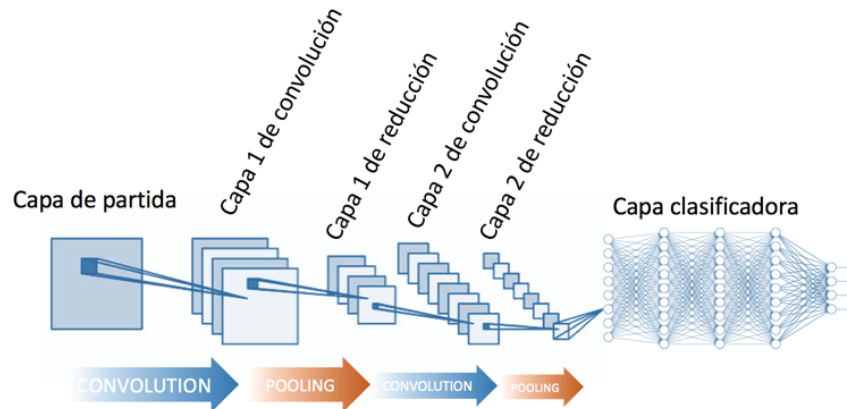 Capa de partida
Capa 1 de convolución
Capa 1 de reducción
Capa 2 de convolución
Capa 2 de reducción
Capa clasificadora
CONVOLUTION
POOLING
CONVOLUTION
POOLING